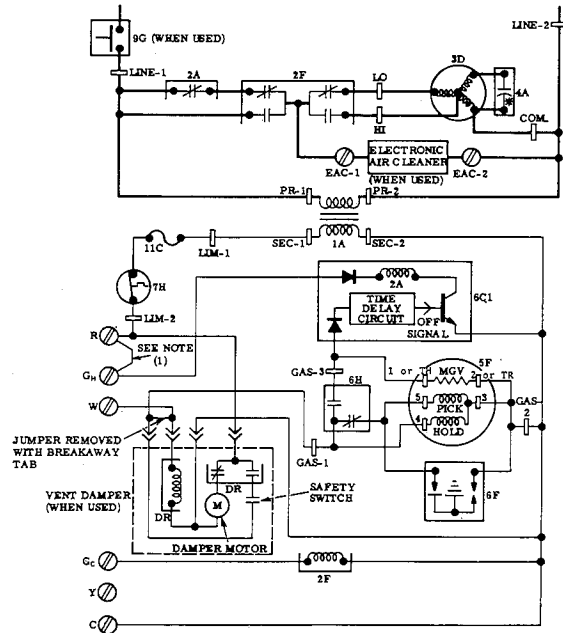 LINE-2
9G (WHEN USED)
LINE-1
2A
2F
LO
3D
4A
HI
COM.
ELECTRONIC
AIR CLEANER
(WHEN USED)
EAC-1
EAC-2
PR-1
PR-2
11C
LIM-1
SEC-1
1A
SEC-2
7H
2A
6C1
TIME
DELAY
CIRCUIT
OFF
SIGNAL
LIM-2
R
SEE NOTE
(1)
GH
GAS-3
1 or TH
MGV
2 or TR
5F
6H
W
5
PICK
3
GAS-
2
4
HOLD
JUMPER REMOVED
WITH BREAKAWAY
TAB
GAS-1
VENT DAMPER
(WHEN USED)
DR
DR
M
SAFETY
SWITCH
6F
DAMPER MOTOR
GC
2F
Y
C